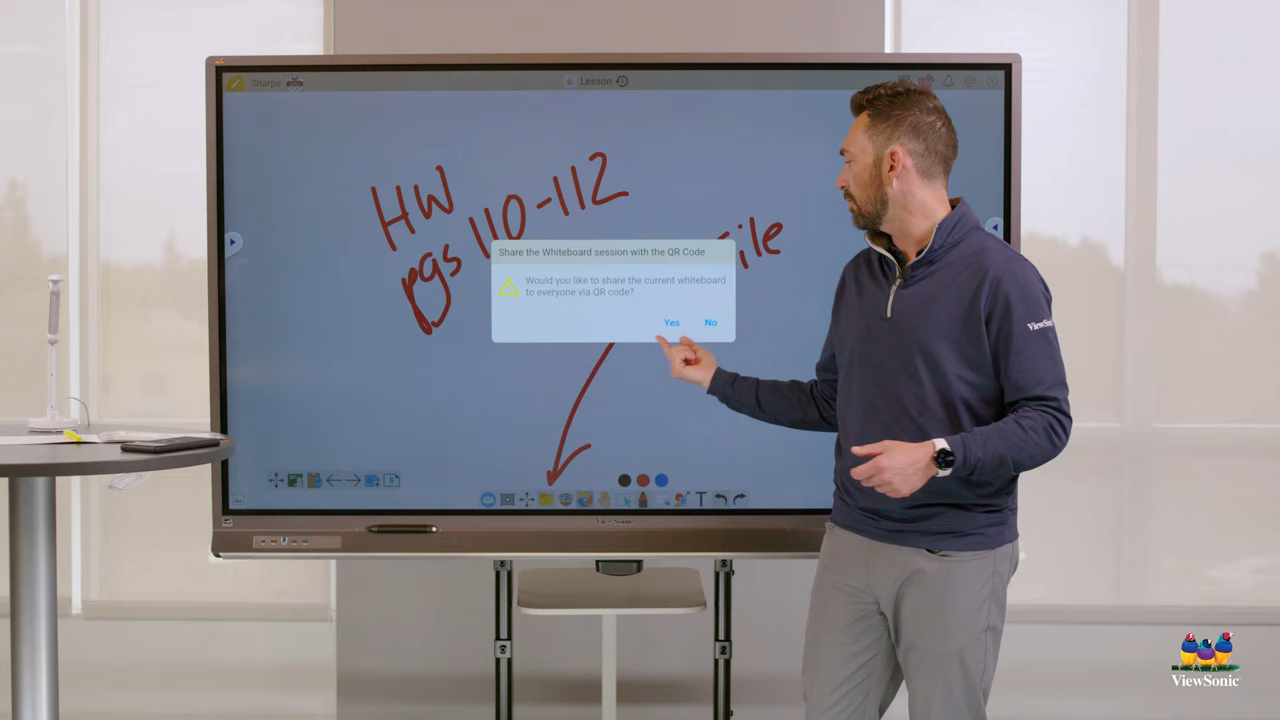 Sharpe
Lesson
HW
pgs 110-112
Share the Whiteboard session with the QR Code
Would you like to share the current whiteboard
to everyone via QR code?
Yes No
T
ViewSonic
ViewSonic